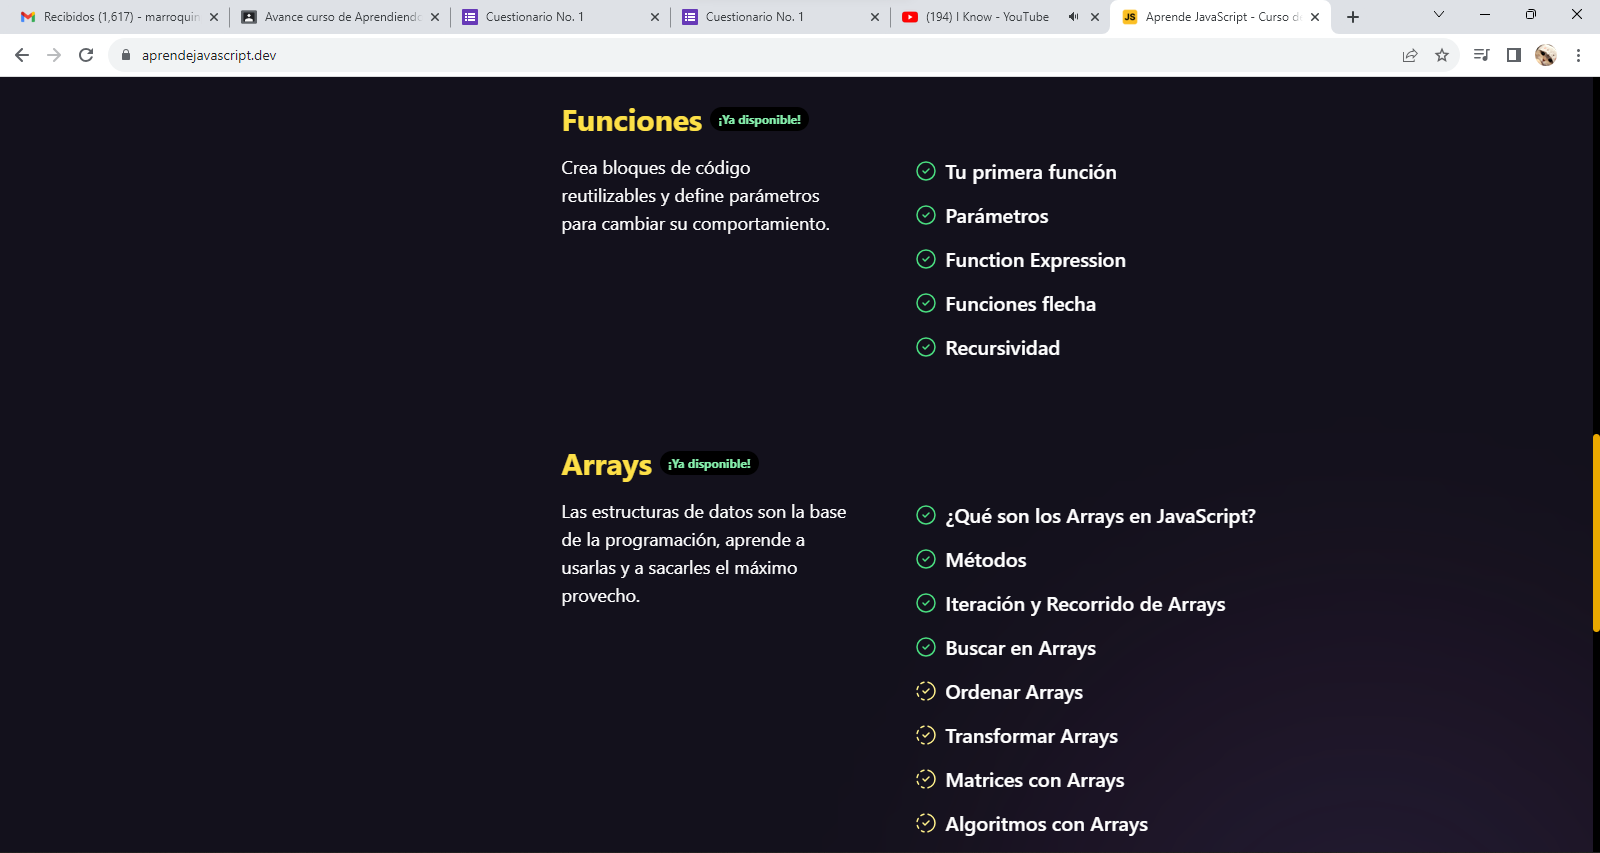 Recibidos (1,617) - marroquin
Avance curso de Aprendiendo
Cuestionario No. 1
Cuestionario No. 1
(194) I Know - YouTube
JS
Aprende JavaScript - Curso de
aprendejavascript.dev
Funciones
¡Ya disponible!
Crea bloques de código
reutilizables y define parámetros
para cambiar su comportamiento.
Tu primera función
Parámetros
Function Expression
Funciones flecha
Recursividad
Arrays
¡Ya disponible!
Las estructuras de datos son la base
de la programación, aprende a
usarlas y a sacarles el máximo
provecho.
¿Qué son los Arrays en JavaScript?
Métodos
Iteración y Recorrido de Arrays
Buscar en Arrays
Ordenar Arrays
Transformar Arrays
Matrices con Arrays
Algoritmos con Arrays